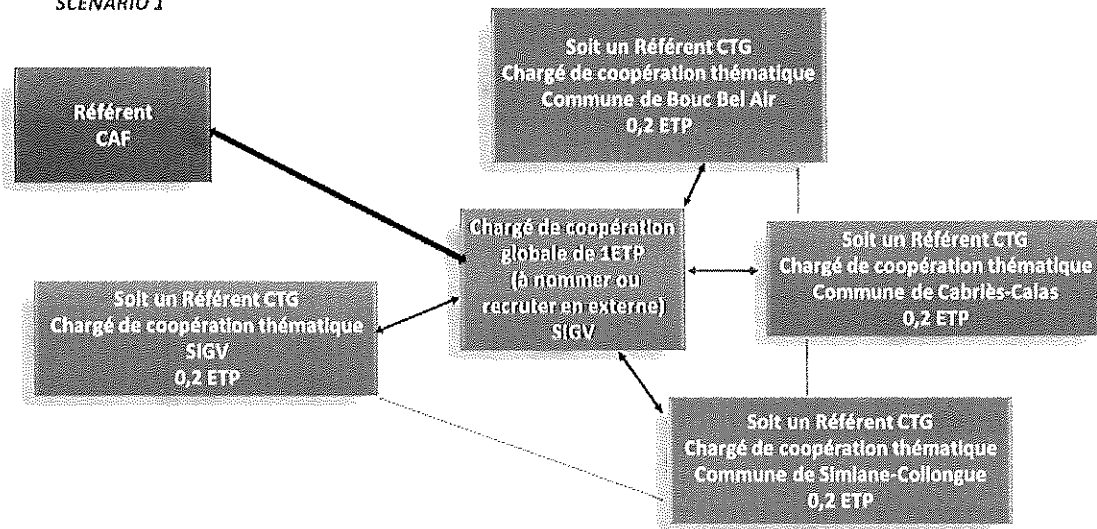 SCENARIO 1
Référent
CAF
Soit un Référent CTG
Chargé de coopération thématique
Commune de Bouc Bel Air
0,2 ETP
Chargé de coopération
globale de 1ETP
(à nommer ou
recruter en externe)
SIGV
Soit un Référent CTG
Chargé de coopération thématique
Commune de Cabriès-Calas
0,2 ETP
Soit un Référent CTG
Chargé de coopération thématique
SIGV
0,2 ETP
Soit un Référent CTG
Chargé de coopération thématique
Commune de Simiane-Collongue
0,2 ETP